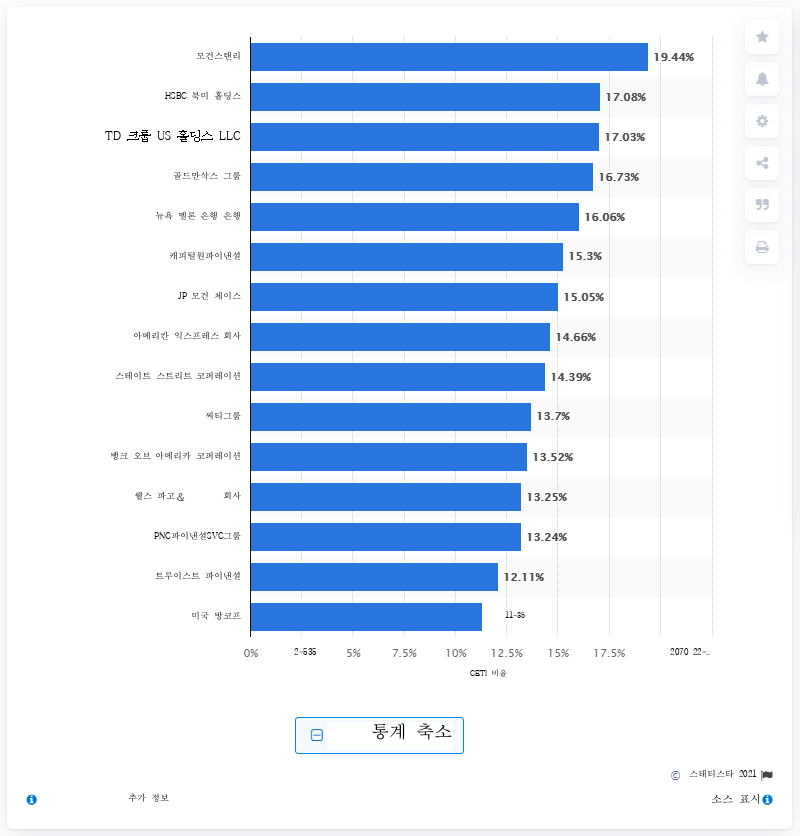 모건스탠리 19.44%
HSBC 북미 홀딩스 17.08%
TD 크룹 US 홀딩스 LLC 17.03%
골드만삭스 그룹 16.73%
뉴욕 멜론 은행 은행 16.06%
캐피털원파이낸셜 15.3%
JP 모건 체이스 15.05%
아메리칸 익스프레스 회사 14.66%
스테이트 스트리트 코퍼레이션 14.39%
씨티그룹 13.7%
뱅크 오브 아메리카 코퍼레이션 13.52%
웰스 파고 & 회사 13.25%
PNC파이낸셜SVC그룹 13.24%
트루이스트 파이낸셜 12.11%
미국 방코프 11-35
0% 2-535 5% 7.5% 10% 12.5% 15% 17.5% 2070 22-...
CET1 비율
통계 축소
© 스태티스타 2021
추가 정보 소스 표시